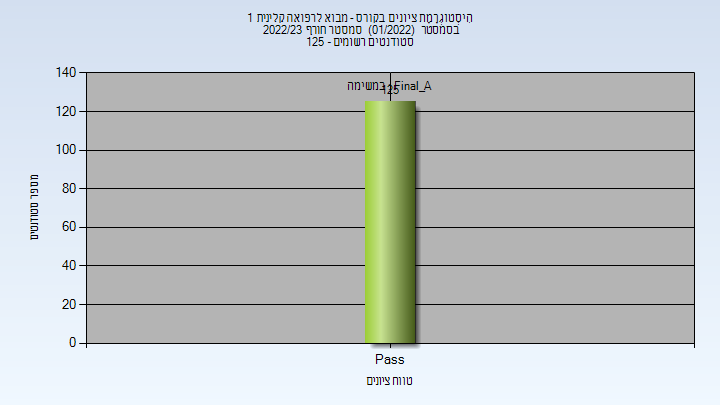 היסטוגרמת ציונים בקורס - מבוא לרפואה קלינית 1
בסמסטר (01/2022) סמסטר חורף 2022/23
סטודנטים רשומים - 125
במשימה Final_A
125
140
120
100
80
60
40
20
0
מספר סטודנטים
Pass
טווח ציונים